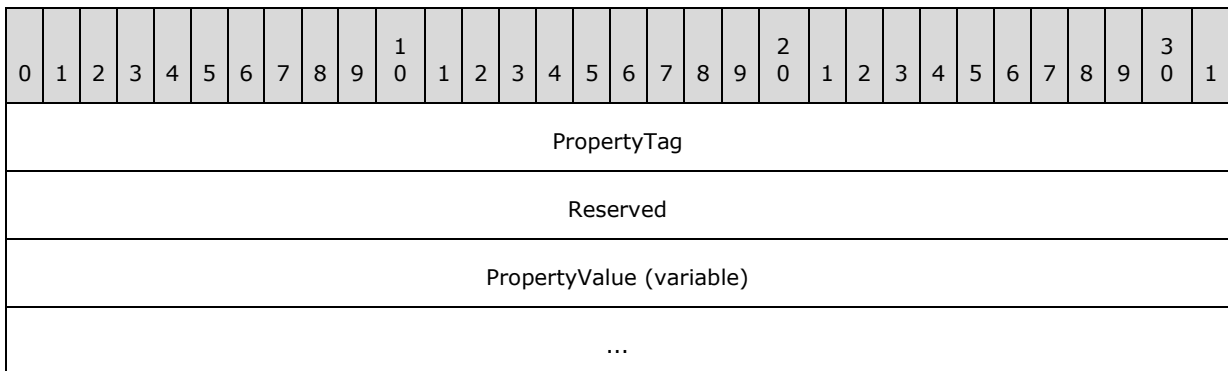 0 1 2 3 4 5 6 7 8 9 1 0 1 2 3 4 5 6 7 8 9 2 0 1 2 3 4 5 6 7 8 9 3 0 1
PropertyTag
Reserved
PropertyValue (variable)
...